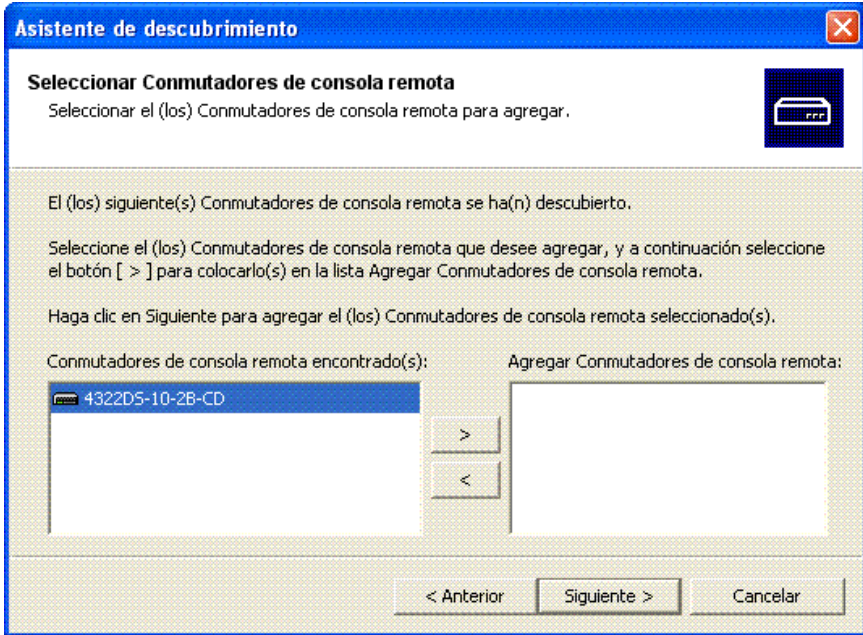 Asistente de descubrimiento
Seleccionar Conmutadores de consola remota
Seleccionar el (los) Conmutadores de consola remota para agregar.
El (los) siguiente(s) Conmutadores de consola remota se ha(n) descubierto.
Seleccione el (los) Conmutadores de consola remota que desee agregar, y a continuación seleccione
el botón [ > ] para colocarlo(s) en la lista Agregar Conmutadores de consola remota.
Haga clic en Siguiente para agregar el (los) Conmutadores de consola remota seleccionado(s).
Conmutadores de consola remota encontrado(s):
Agregar Conmutadores de consola remota:
4322DS-10-2B-CD
>
<
< Anterior
Siguiente >
Cancelar